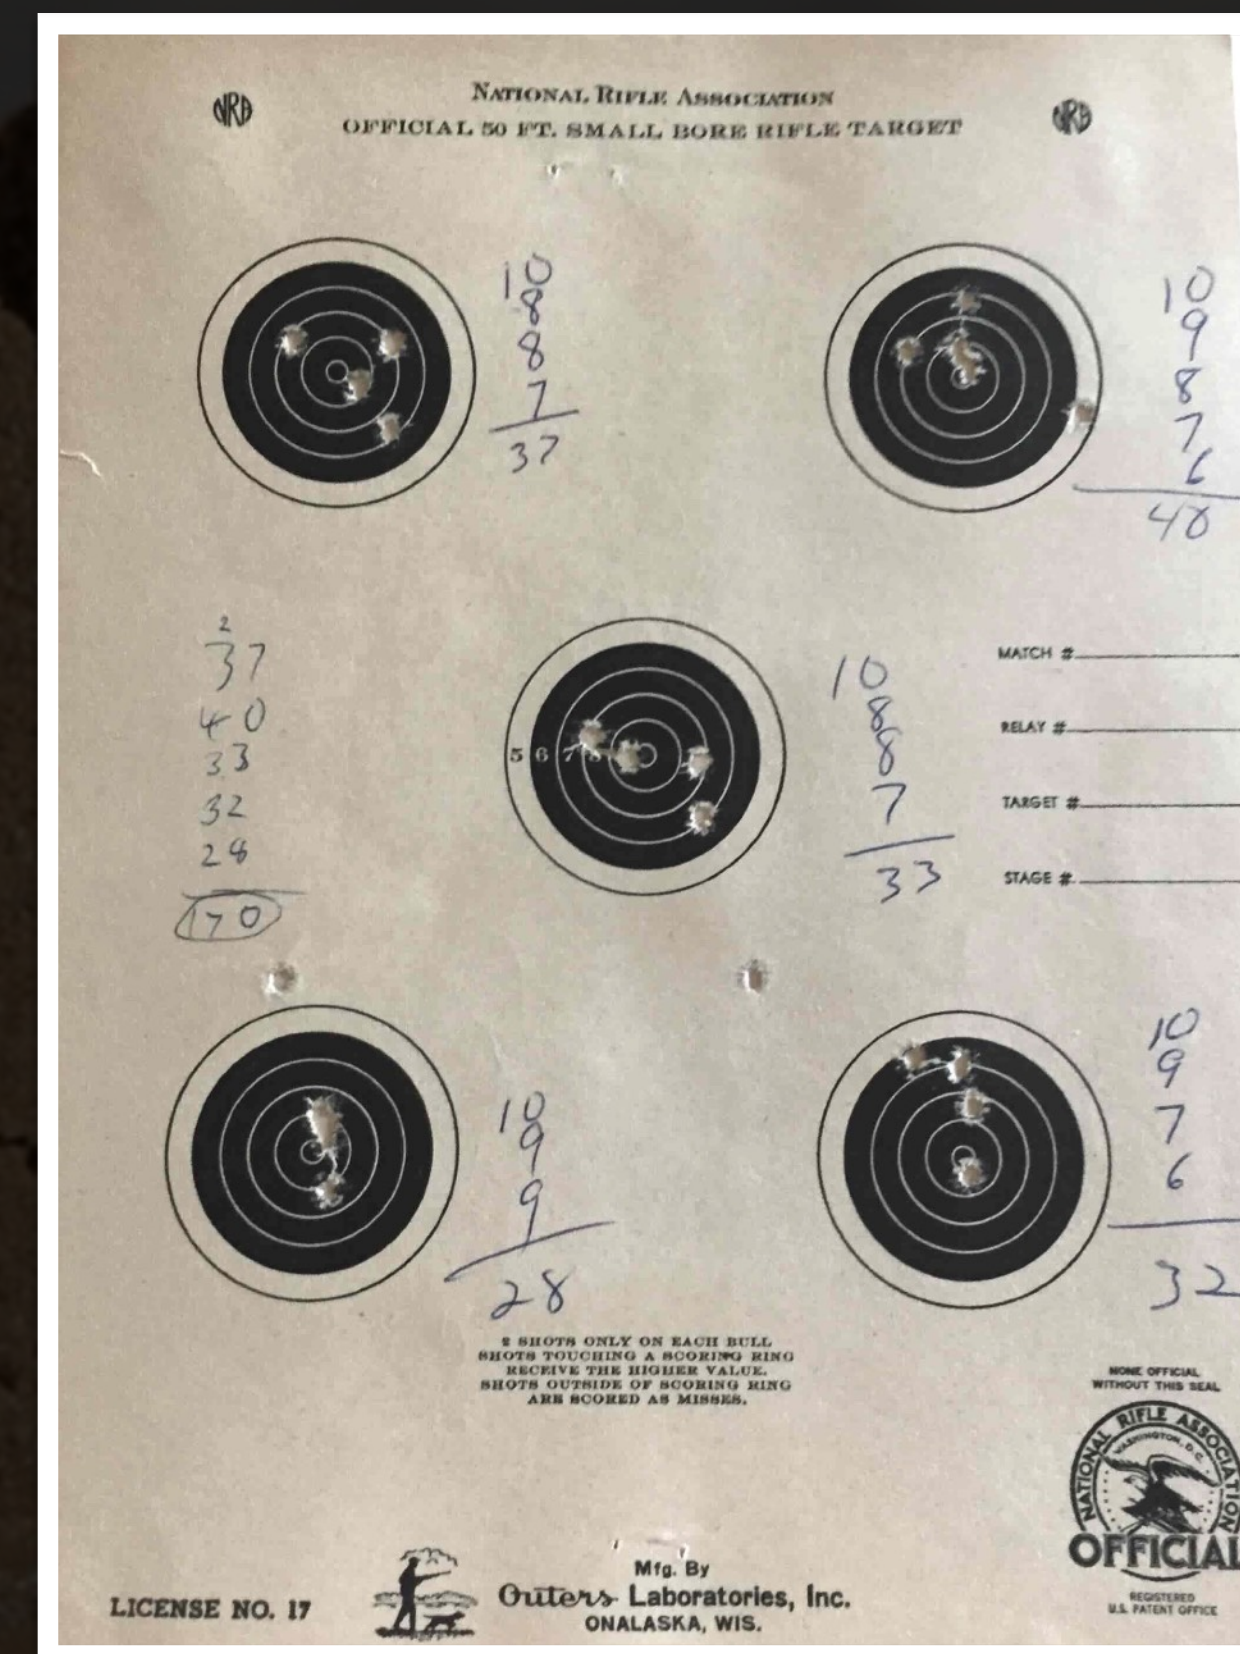 NRA
NATIONAL RIFLE ASSOCIATION
OFFICIAL 50 FT. SMALL BORE RIFLE TARGET
NRA
10
8
8
8
7
37
10
9
8
7
6
40
2
37
40
33
32
28
170
5 6 7 8
10
8
8
7
33
MATCH #
RELAY #
TARGET #
STAGE #
10
9
9
28
10
9
7
6
32
2 SHOTS ONLY ON EACH BULL
SHOTS TOUCHING A SCORING RING
RECEIVE THE HIGHER VALUE.
SHOTS OUTSIDE OF SCORING RING
ARE SCORED AS MISSES.
NONE OFFICIAL
WITHOUT THIS SEAL
NATIONAL RIFLE ASSOCIATION
WASHINGTON, D.C.
OFFICIAL
REGISTERED
U.S. PATENT OFFICE
LICENSE NO. 17
Mfg. By
Outers Laboratories, Inc.
ONALASKA, WIS.